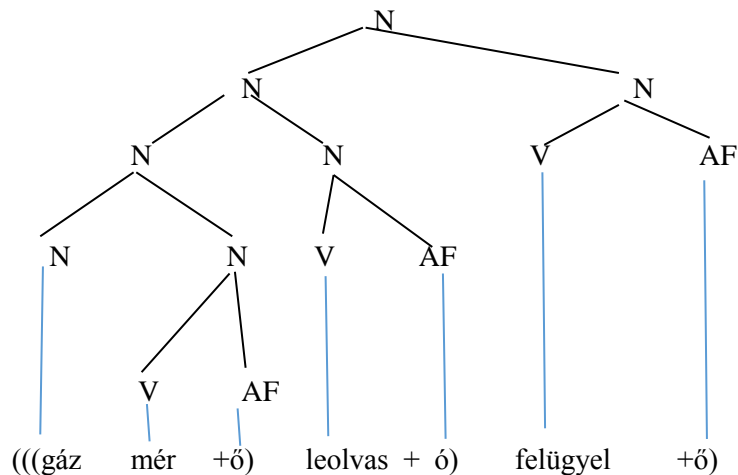 N
N N
N N V AF
N N V AF
V AF
(((gáz mér +ő) leolvas + ó) felügyel +ő)